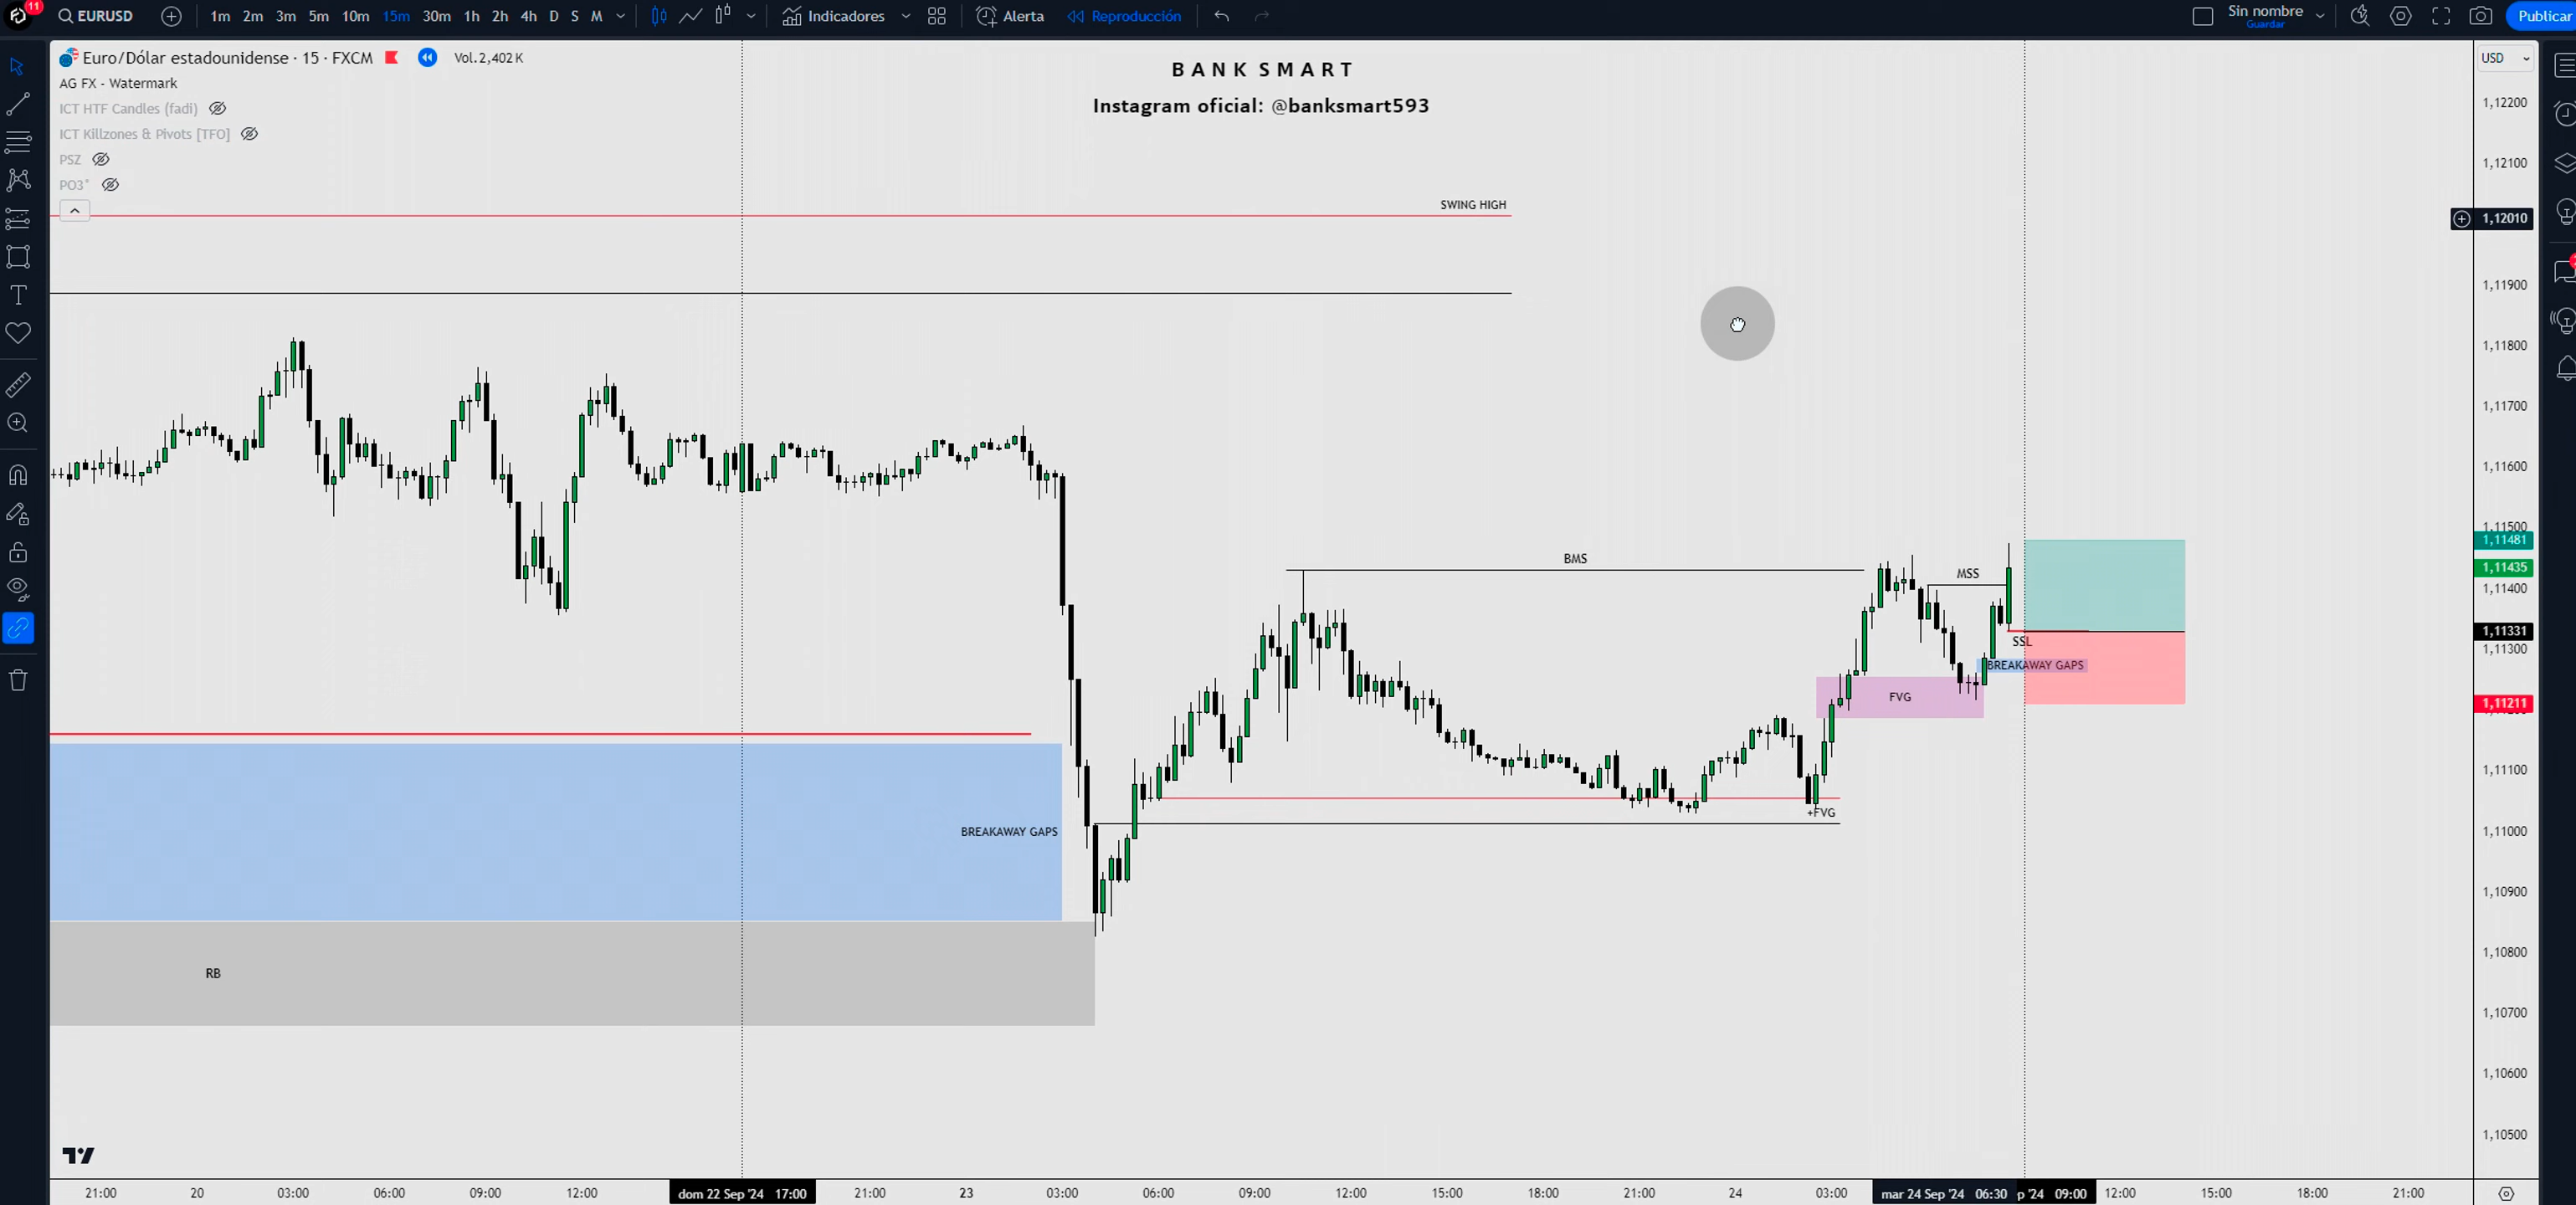 11
EURUSD 1m 2m 3m 5m 10m 15m 30m 1h 2h 4h D S M Indicadores Alerta Reproducción Sin nombre Guardar Publicar
Euro/Dólar estadounidense · 15 · FXCM Vol. 2,402 K
AG FX - Watermark
ICT HTF Candles (fadi)
ICT Killzones & Pivots [TFO]
PSZ
PO3*
BANK SMART
Instagram oficial: @banksmart593
USD
1,12200
1,12100
SWING HIGH
1,12010
1,11900
1,11800
1,11700
1,11600
1,11500
1,11481
BMS
1,11435
MSS
1,11400
1,11331
SSL
1,11300
BREAKAWAY GAPS
FVG
1,11211
1,11100
+FVG
BREAKAWAY GAPS
1,11000
1,10900
1,10800
RB
1,10700
1,10600
1,10500
21:00 20 03:00 06:00 09:00 12:00 dom 22 Sep '24 17:00 21:00 23 03:00 06:00 09:00 12:00 15:00 18:00 21:00 24 03:00 mar 24 Sep '24 06:30 p '24 09:00 12:00 15:00 18:00 21:00